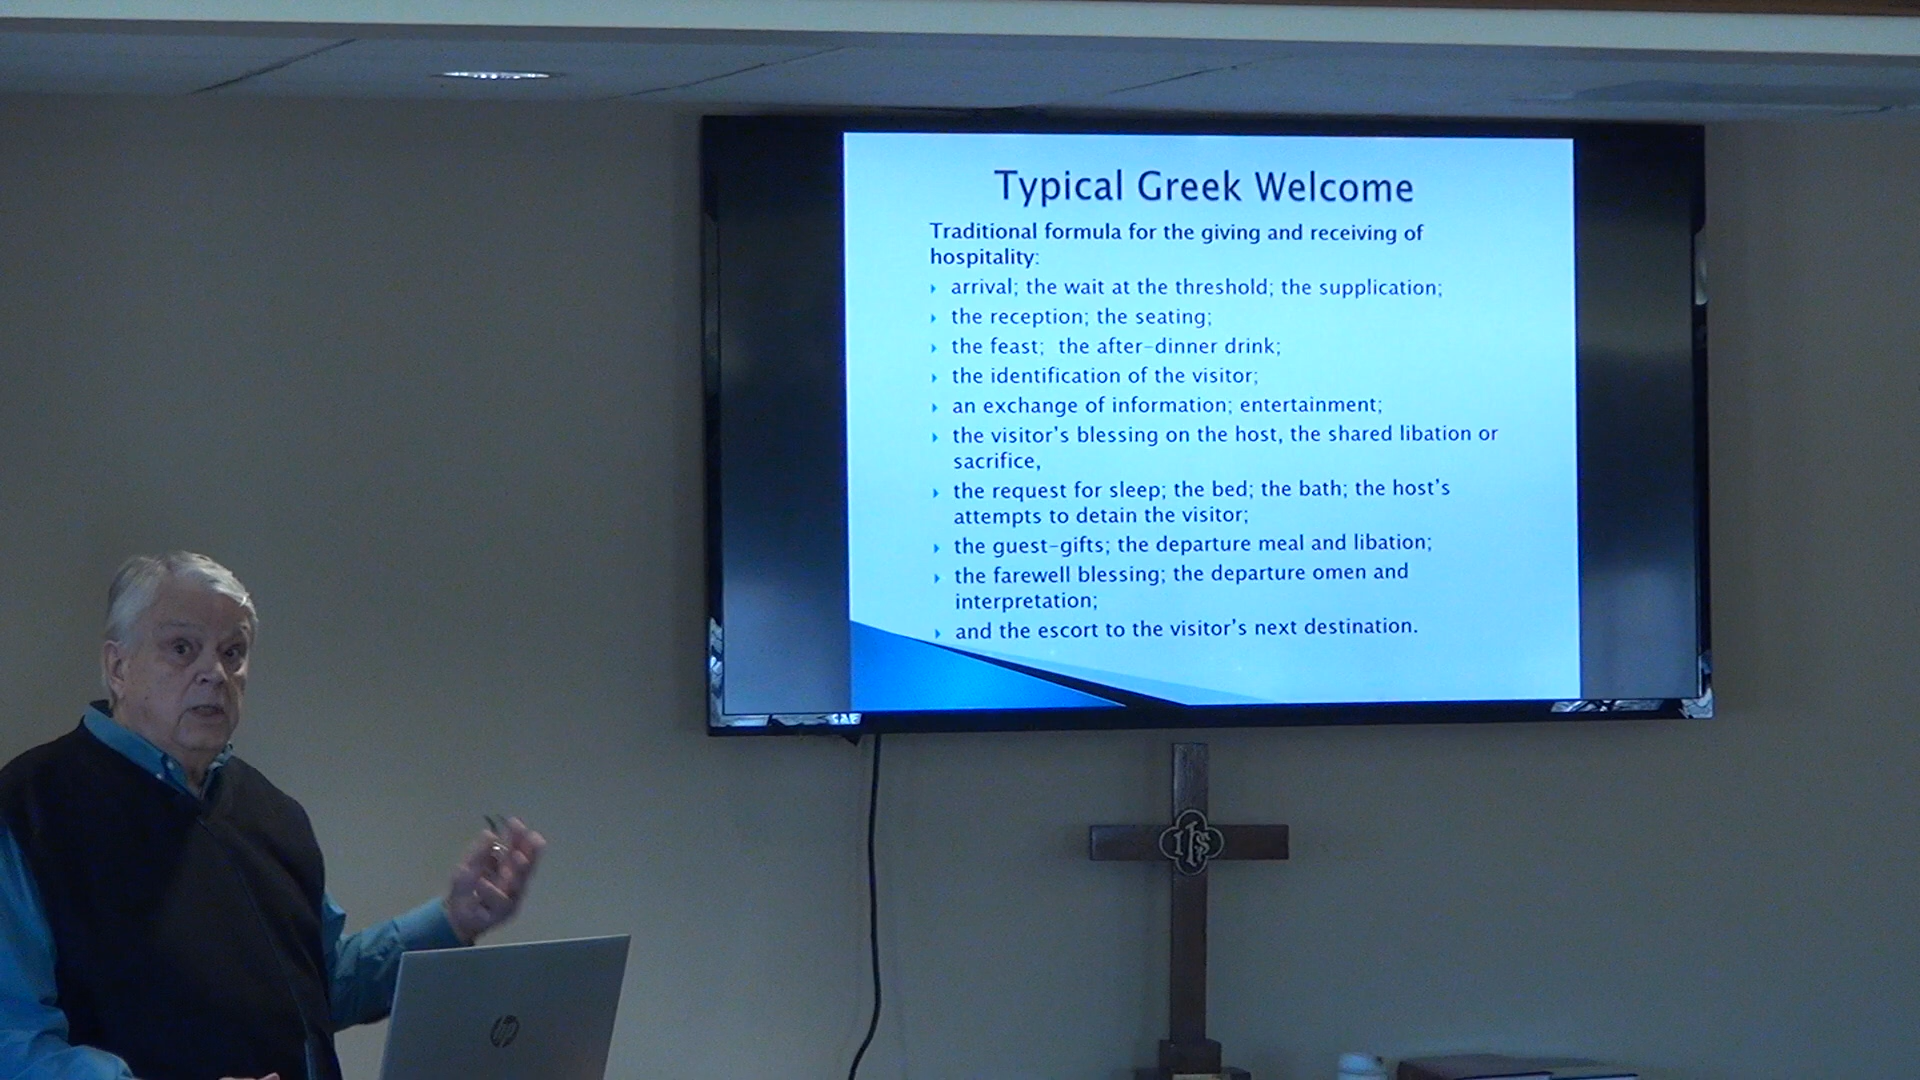 Typical Greek Welcome
Traditional formula for the giving and receiving of
hospitality:
arrival; the wait at the threshold; the supplication;
the reception; the seating;
the feast;  the after-dinner drink;
the identification of the visitor;
an exchange of information; entertainment;
the visitor's blessing on the host, the shared libation or
sacrifice,
the request for sleep; the bed; the bath; the host's
attempts to detain the visitor;
the guest-gifts; the departure meal and libation;
the farewell blessing; the departure omen and
interpretation;
and the escort to the visitor's next destination.
IHS
hp